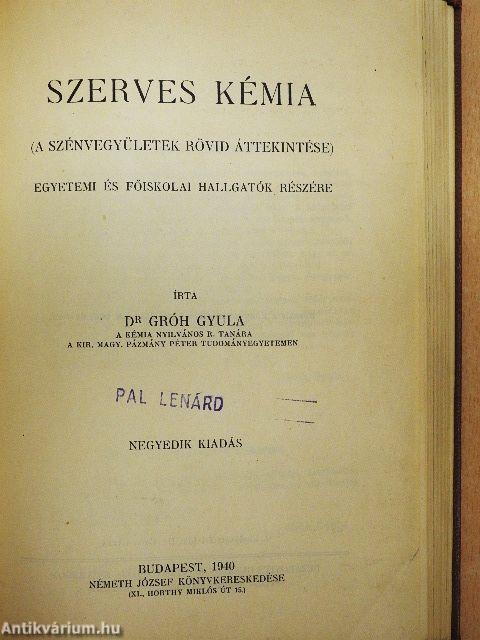 SZERVES KÉMIA
(A SZÉNVEGYÜLETEK RÖVID ÁTTEKINTÉSE)
EGYETEMI ÉS FŐISKOLAI HALLGATÓK RÉSZÉRE
ÍRTA
DR GRÓH GYULA
A KÉMIA NYILVÁNOS R. TANÁRA
A KIR. MAGY. PÁZMÁNY PÉTER TUDOMÁNYEGYETEMEN
PAL LENÁRD
NEGYEDIK KIADÁS
BUDAPEST, 1940
NÉMETH JÓZSEF KÖNYVKERESKEDÉSE
(XI., HORTHY MIKLÓS ÚT 15.)
Antikvárium.hu